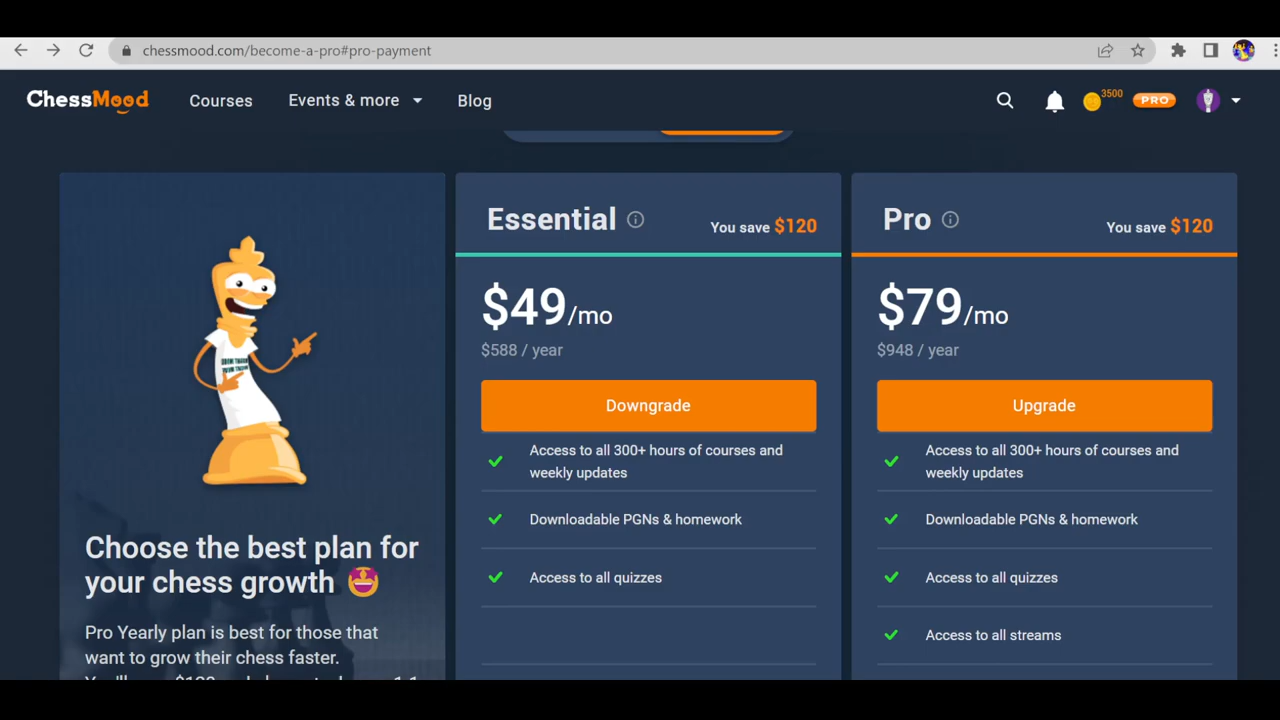 chessmood.com/become-a-pro#pro-payment
ChessMood
Courses
Events & more
Blog
3500
PRO
Essential
You save $120
$49/mo
$588 / year
Downgrade
Access to all 300+ hours of courses and
weekly updates
Downloadable PGNs & homework
Access to all quizzes
Pro
You save $120
$79/mo
$948 / year
Upgrade
Access to all 300+ hours of courses and
weekly updates
Downloadable PGNs & homework
Access to all quizzes
Access to all streams
Choose the best plan for
your chess growth
Pro Yearly plan is best for those that
want to grow their chess faster.